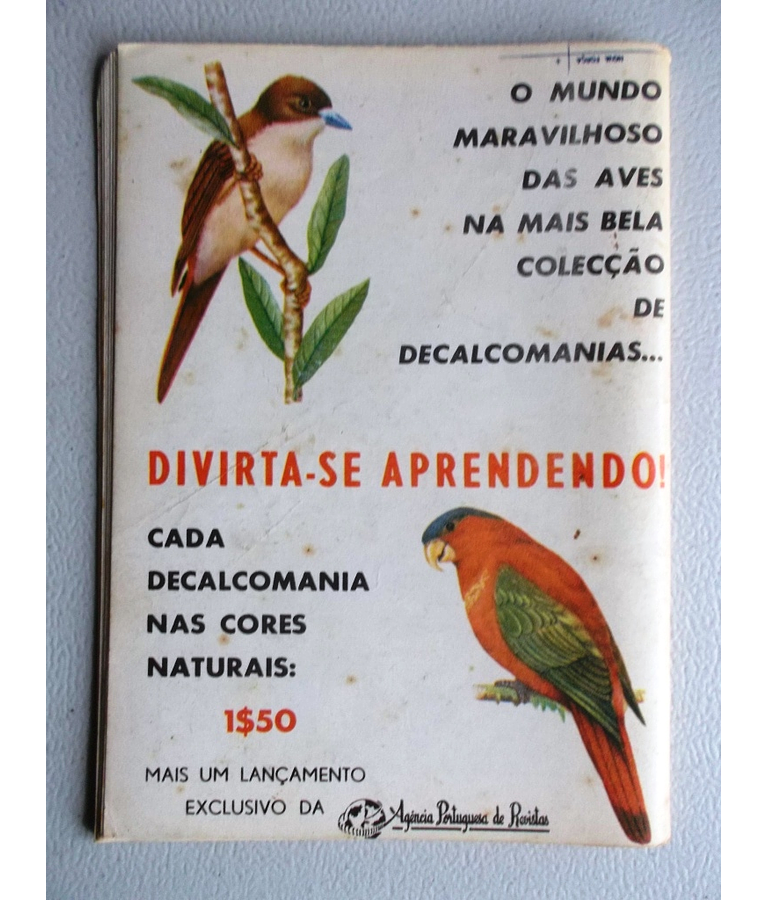 O MUNDO
MARAVILHOSO
DAS AVES
NA MAIS BELA
COLECÇÃO
DE
DECALCOMANIAS...
DIVIRTA-SE APRENDENDO!
CADA
DECALCOMANIA
NAS CORES
NATURAIS:
1$50
MAIS UM LANÇAMENTO
EXCLUSIVO DA Agência Portuguesa de Revistas